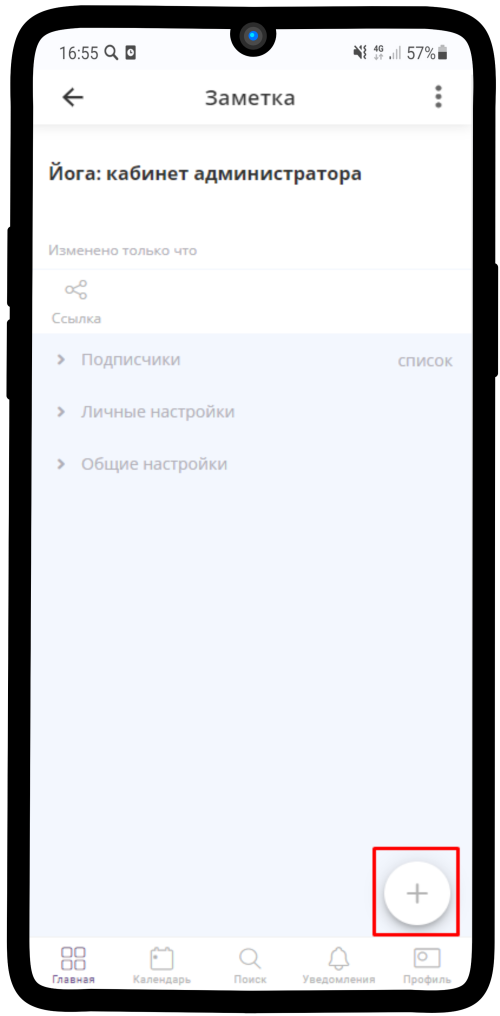 16:55 4G 57%
Заметка
Йога: кабинет администратора
Изменено только что
Ссылка
Подписчики список
Личные настройки
Общие настройки
Главная Календарь Поиск Уведомления Профиль